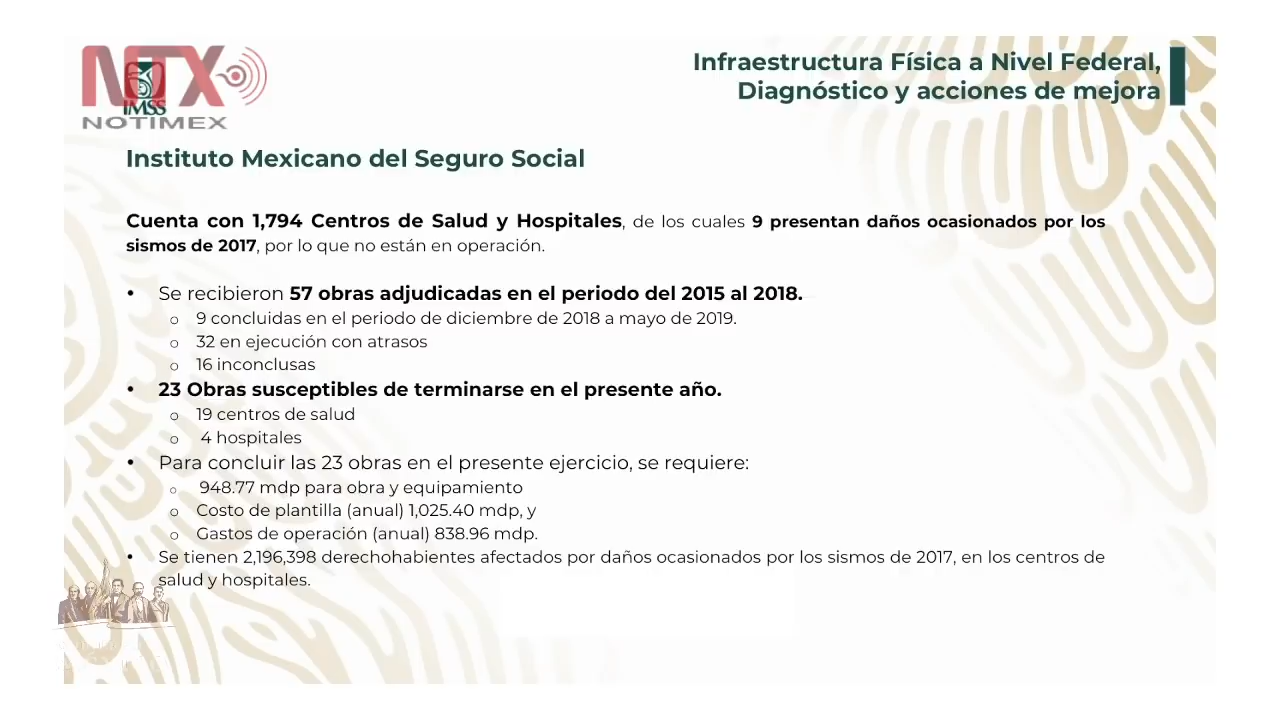 NTX
IMSS
NOTIMEX
Infraestructura Física a Nivel Federal,
Diagnóstico y acciones de mejora
Instituto Mexicano del Seguro Social
Cuenta con 1,794 Centros de Salud y Hospitales, de los cuales 9 presentan daños ocasionados por los
sismos de 2017, por lo que no están en operación.
• Se recibieron 57 obras adjudicadas en el periodo del 2015 al 2018.
o 9 concluidas en el periodo de diciembre de 2018 a mayo de 2019.
o 32 en ejecución con atrasos
o 16 inconclusas
• 23 Obras susceptibles de terminarse en el presente año.
o 19 centros de salud
o 4 hospitales
• Para concluir las 23 obras en el presente ejercicio, se requiere:
o 948.77 mdp para obra y equipamiento
o Costo de plantilla (anual) 1,025.40 mdp, y
o Gastos de operación (anual) 838.96 mdp.
• Se tienen 2,196,398 derechohabientes afectados por daños ocasionados por los sismos de 2017, en los centros de
salud y hospitales.